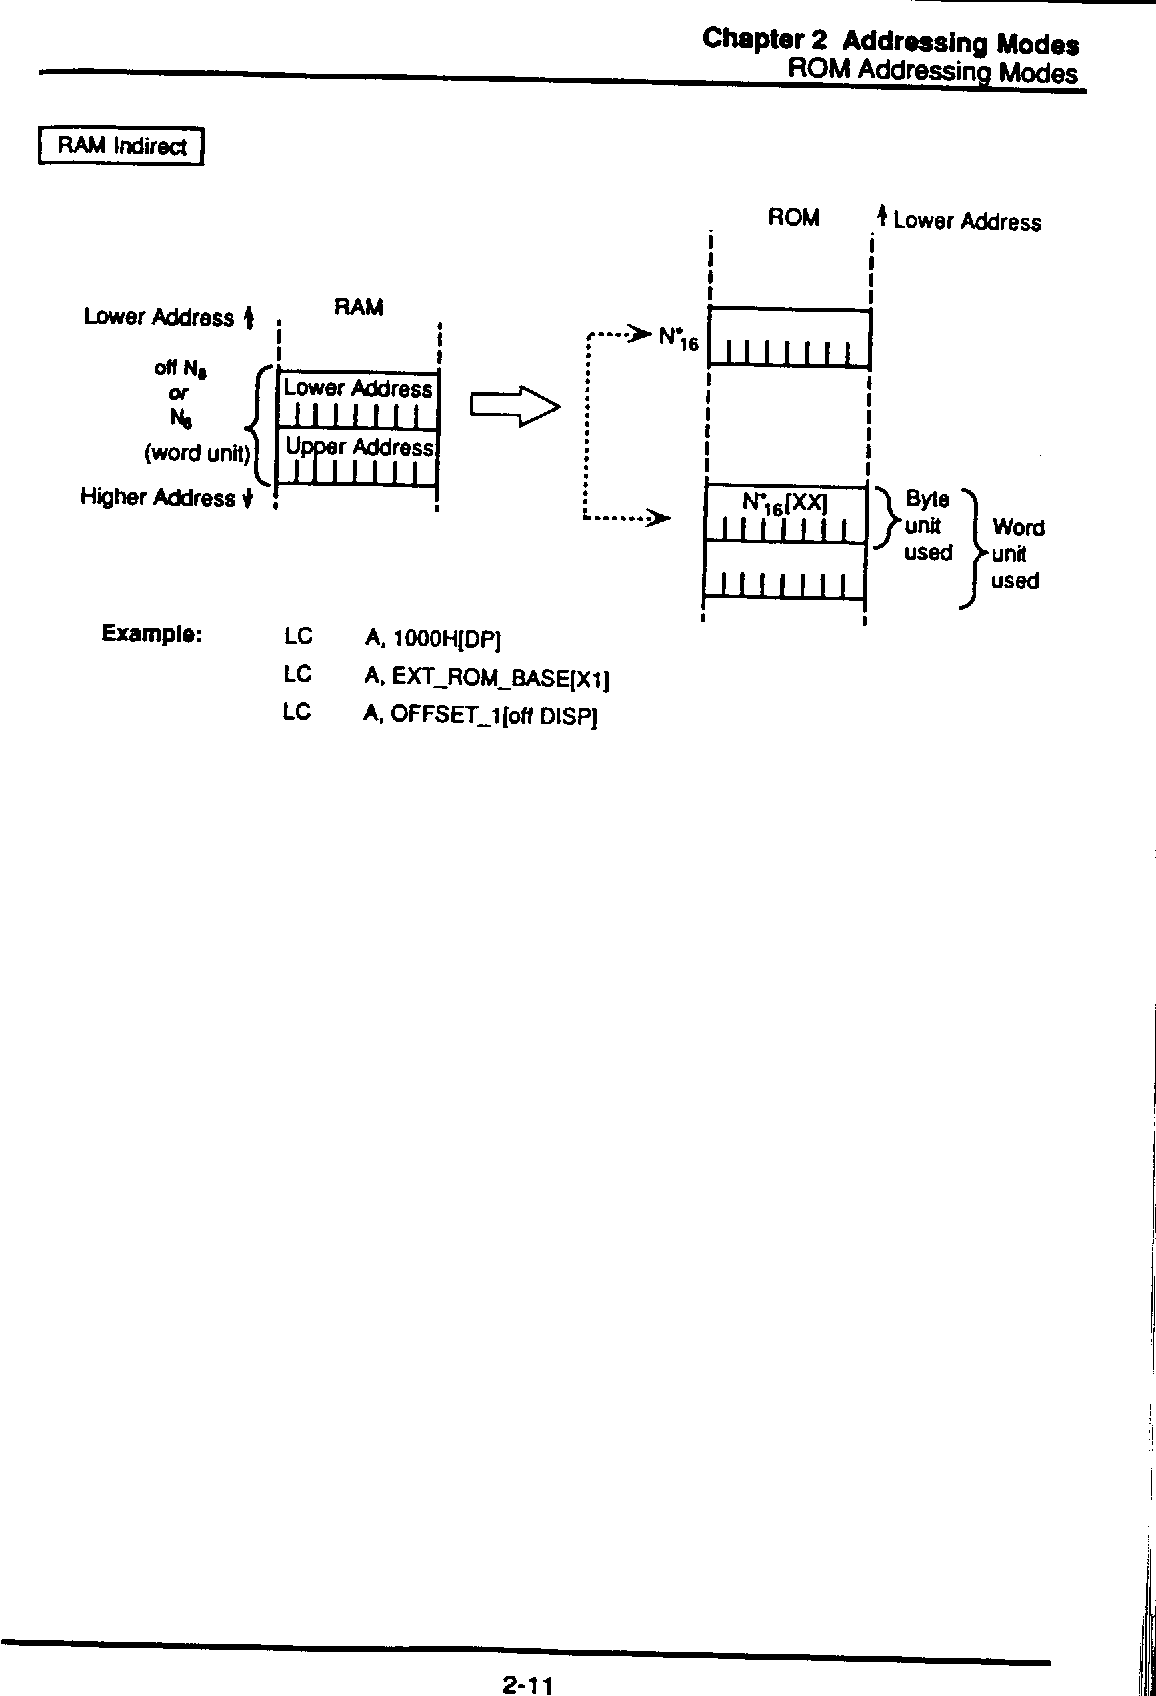 Chapter 2 Addressing Modes
ROM Addressing Modes
RAM Indirect
ROM
Lower Address
Lower Address
RAM
off N8
or
N8
(word unit)
Higher Address
Lower Address
Upper Address
N*16
N*16[XX]
Byte
unit
used
Word
unit
used
Example:
LC A, 1000H[DP]
LC A, EXT_ROM_BASE[X1]
LC A, OFFSET_1[off DISP]
2-11